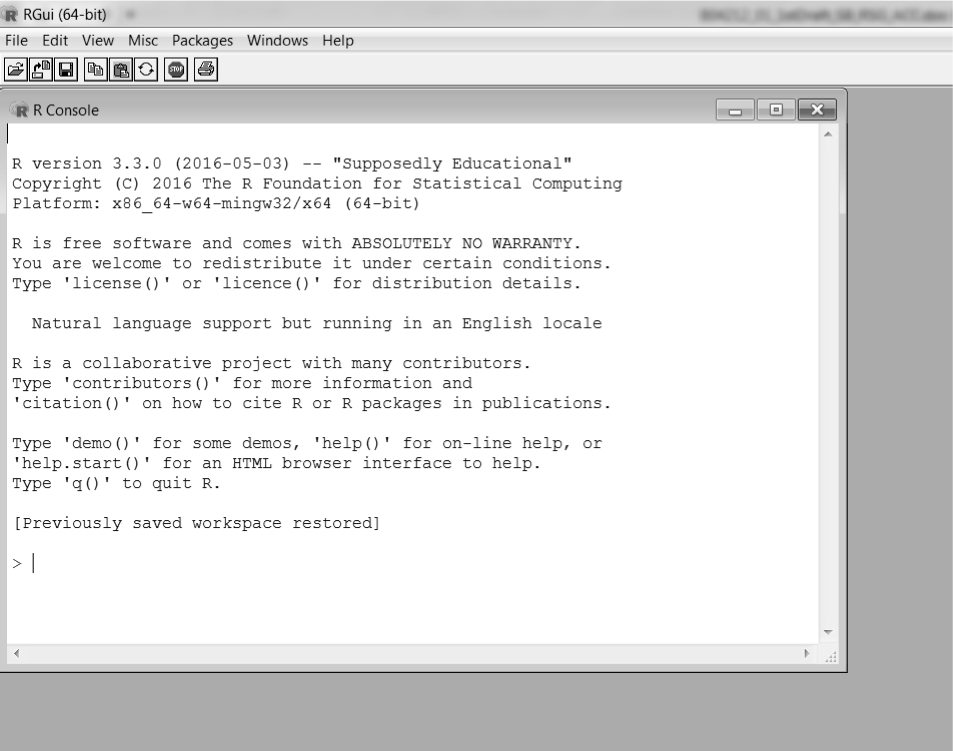 RGui (64-bit)
File Edit View Misc Packages Windows Help
STOP
R Console
R version 3.3.0 (2016-05-03) -- "Supposedly Educational"
Copyright (C) 2016 The R Foundation for Statistical Computing
Platform: x86_64-w64-mingw32/x64 (64-bit)
R is free software and comes with ABSOLUTELY NO WARRANTY.
You are welcome to redistribute it under certain conditions.
Type 'license()' or 'licence()' for distribution details.
Natural language support but running in an English locale
R is a collaborative project with many contributors.
Type 'contributors()' for more information and
'citation()' on how to cite R or R packages in publications.
Type 'demo()' for some demos, 'help()' for on-line help, or
'help.start()' for an HTML browser interface to help.
Type 'q()' to quit R.
[Previously saved workspace restored]
>